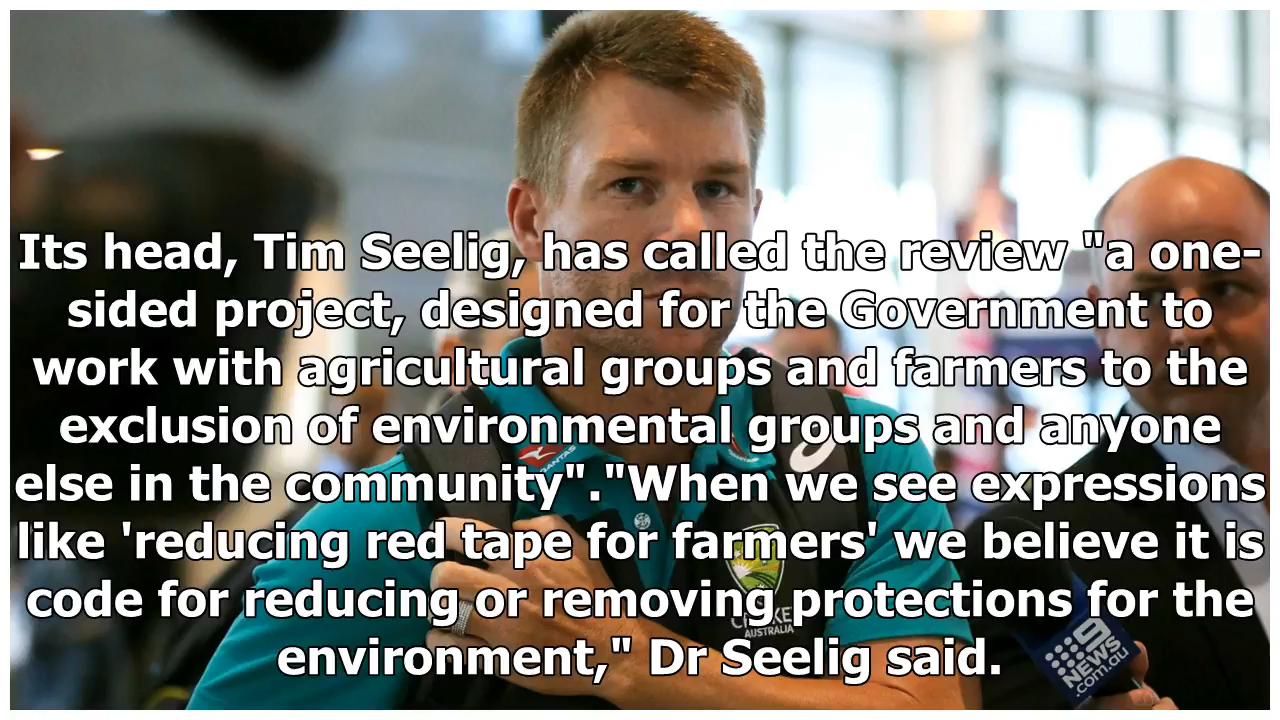 Its head, Tim Seelig, has called the review "a one-
sided project, designed for the Government to
work with agricultural groups and farmers to the
exclusion of environmental groups and anyone
else in the community"."When we see expressions
like 'reducing red tape for farmers' we believe it is
code for reducing or removing protections for the
environment," Dr Seelig said.
QANTAS
CRICKET
AUSTRALIA
9
NEWS
.com.au